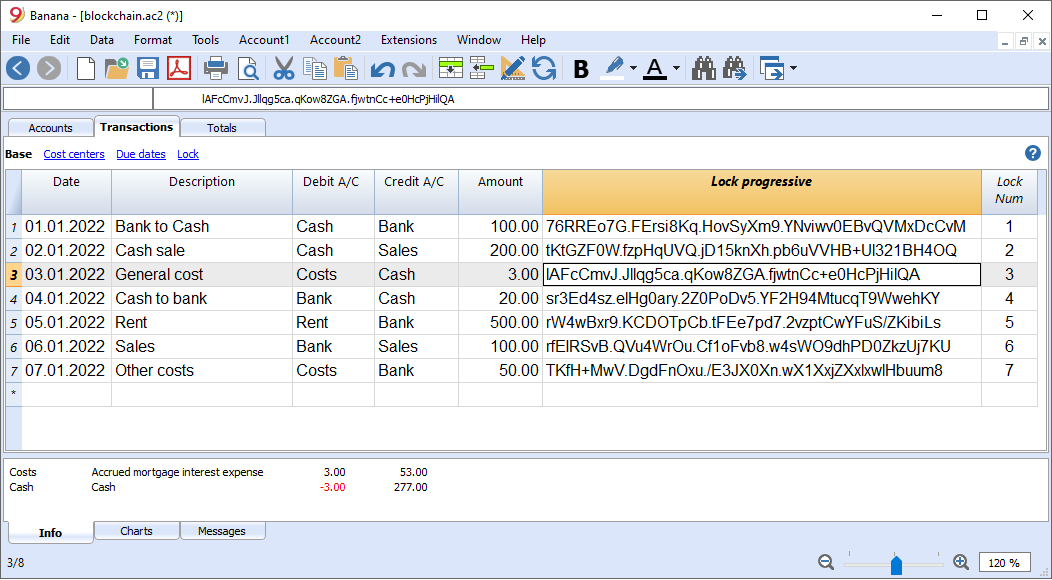 Banana - [blockchain.ac2 (*)]
File Edit Data Format Tools Account1 Account2 Extensions Window Help
B A
lAFcCmvJ.Jllqg5ca.qKow8ZGA.fjwtnCc+e0HcPjHilQA
Accounts Transactions Totals
Base Cost centers Due dates Lock
Date Description Debit A/C Credit A/C Amount Lock progressive Lock Num
1 01.01.2022 Bank to Cash Cash Bank 100.00 76RREo7G.FErsi8Kq.HovSyXm9.YNviwv0EBvQVMxDcCvM 1
2 02.01.2022 Cash sale Cash Sales 200.00 tKtGZF0W.fzpHqUVQ.jD15knXh.pb6uVVHB+Ul321BH4OQ 2
3 03.01.2022 General cost Costs Cash 3.00 lAFcCmvJ.Jllqg5ca.qKow8ZGA.fjwtnCc+e0HcPjHilQA 3
4 04.01.2022 Cash to bank Bank Cash 20.00 sr3Ed4sz.elHg0ary.2Z0PoDv5.YF2H94MtucqT9WwehKY 4
5 05.01.2022 Rent Rent Bank 500.00 rW4wBxr9.KCDOTpCb.tFEe7pd7.2vzptCwYFuS/ZKibiLs 5
6 06.01.2022 Sales Bank Sales 100.00 rfElRSvB.QVu4WrOu.Cf1oFvb8.w4sWO9dhPD0ZkzUj7KU 6
7 07.01.2022 Other costs Costs Bank 50.00 TKfH+MwV.DgdFnOxu./E3JX0Xn.wX1XxjZXxlxwlHbuum8 7
*
Costs Accrued mortgage interest expense 3.00 53.00
Cash Cash -3.00 277.00
Info Charts Messages
3/8 120 %